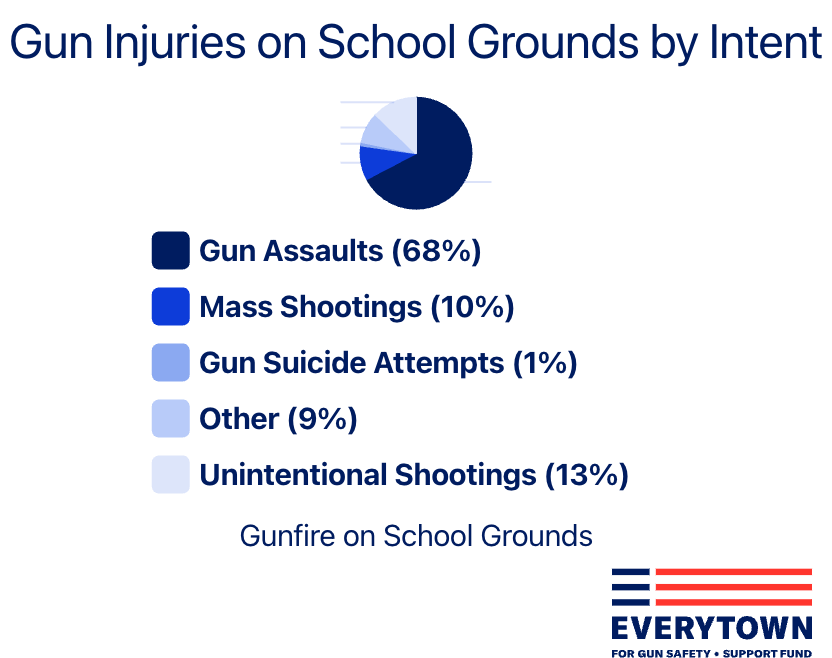 Gun Injuries on School Grounds by Intent
Gun Assaults (68%)
Mass Shootings (10%)
Gun Suicide Attempts (1%)
Other (9%)
Unintentional Shootings (13%)
Gunfire on School Grounds
EVERYTOWN
FOR GUN SAFETY • SUPPORT FUND